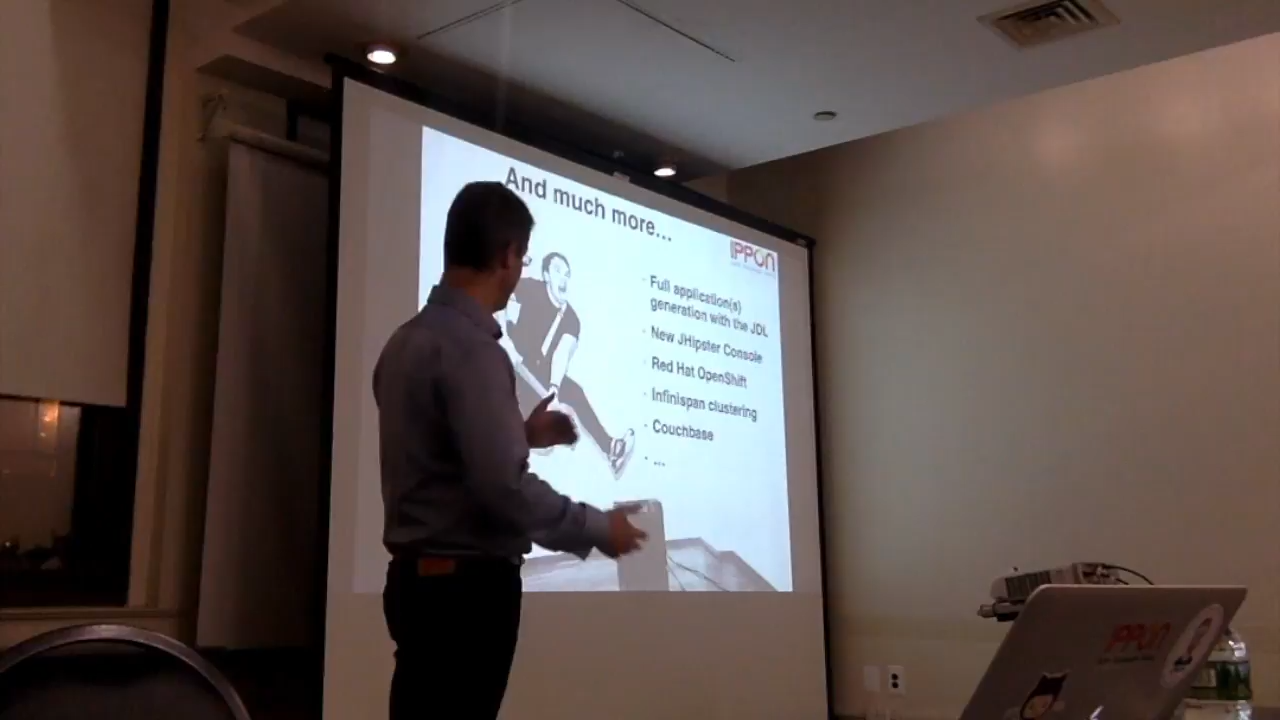 And much more...
IPPON
- Full application(s)
generation with the JDL
- New JHipster Console
- Red Hat OpenShift
- Infinispan clustering
- Couchbase
- ...
IPPON